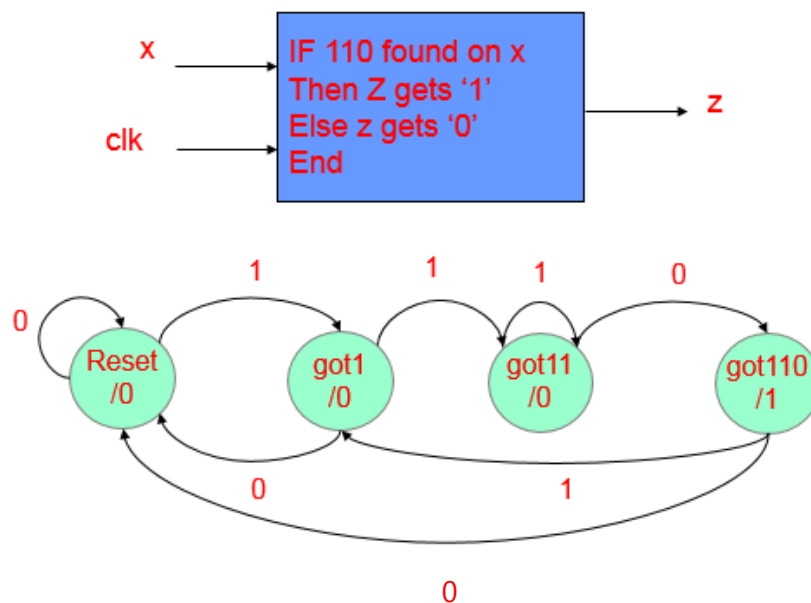 x
clk
IF 110 found on x
Then Z gets ‘1’
Else z gets ‘0’
End
z
0
1
1
1
0
Reset
/0
got1
/0
got11
/0
got110
/1
0
1
0